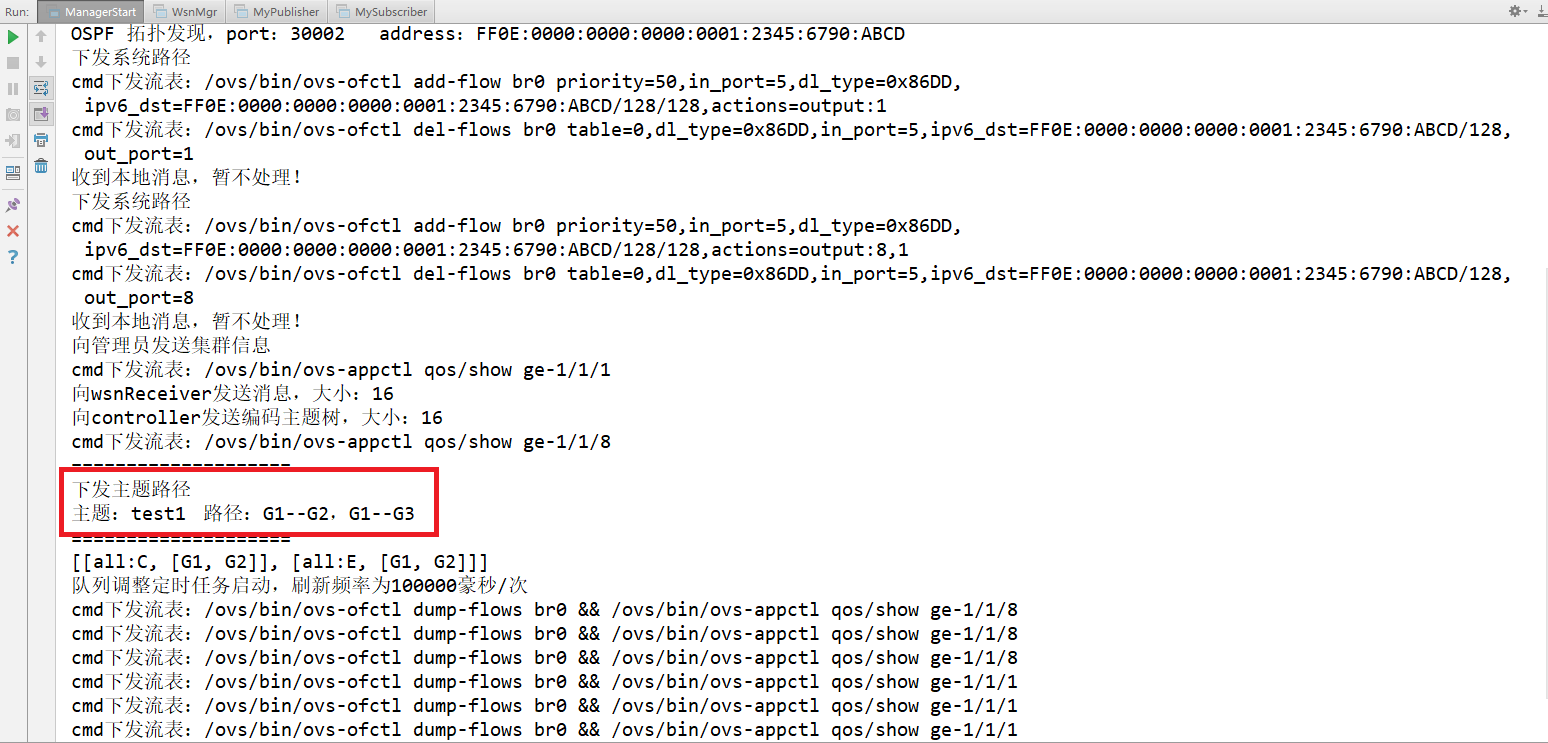 Run: ManagerStart WsnMgr MyPublisher MySubscriber
OSPF 拓扑发现，port：30002 address：FF0E:0000:0000:0000:0001:2345:6790:ABCD
下发系统路径
cmd下发流表：/ovs/bin/ovs-ofctl add-flow br0 priority=50,in_port=5,dl_type=0x86DD,
ipv6_dst=FF0E:0000:0000:0000:0001:2345:6790:ABCD/128/128,actions=output:1
cmd下发流表：/ovs/bin/ovs-ofctl del-flows br0 table=0,dl_type=0x86DD,in_port=5,ipv6_dst=FF0E:0000:0000:0000:0001:2345:6790:ABCD/128,
out_port=1
收到本地消息，暂不处理！
下发系统路径
cmd下发流表：/ovs/bin/ovs-ofctl add-flow br0 priority=50,in_port=5,dl_type=0x86DD,
ipv6_dst=FF0E:0000:0000:0000:0001:2345:6790:ABCD/128/128,actions=output:8,1
cmd下发流表：/ovs/bin/ovs-ofctl del-flows br0 table=0,dl_type=0x86DD,in_port=5,ipv6_dst=FF0E:0000:0000:0000:0001:2345:6790:ABCD/128,
out_port=8
收到本地消息，暂不处理！
向管理员发送集群信息
cmd下发流表：/ovs/bin/ovs-appctl qos/show ge-1/1/1
向wsnReceiver发送消息，大小：16
向controller发送编码主题树，大小：16
cmd下发流表：/ovs/bin/ovs-appctl qos/show ge-1/1/8
====================
下发主题路径
主题：test1 路径：G1--G2，G1--G3
====================
[[all:C, [G1, G2]], [all:E, [G1, G2]]]
队列调整定时任务启动，刷新频率为100000豪秒/次
cmd下发流表：/ovs/bin/ovs-ofctl dump-flows br0 && /ovs/bin/ovs-appctl qos/show ge-1/1/8
cmd下发流表：/ovs/bin/ovs-ofctl dump-flows br0 && /ovs/bin/ovs-appctl qos/show ge-1/1/8
cmd下发流表：/ovs/bin/ovs-ofctl dump-flows br0 && /ovs/bin/ovs-appctl qos/show ge-1/1/8
cmd下发流表：/ovs/bin/ovs-ofctl dump-flows br0 && /ovs/bin/ovs-appctl qos/show ge-1/1/1
cmd下发流表：/ovs/bin/ovs-ofctl dump-flows br0 && /ovs/bin/ovs-appctl qos/show ge-1/1/1
cmd下发流表：/ovs/bin/ovs-ofctl dump-flows br0 && /ovs/bin/ovs-appctl qos/show ge-1/1/1